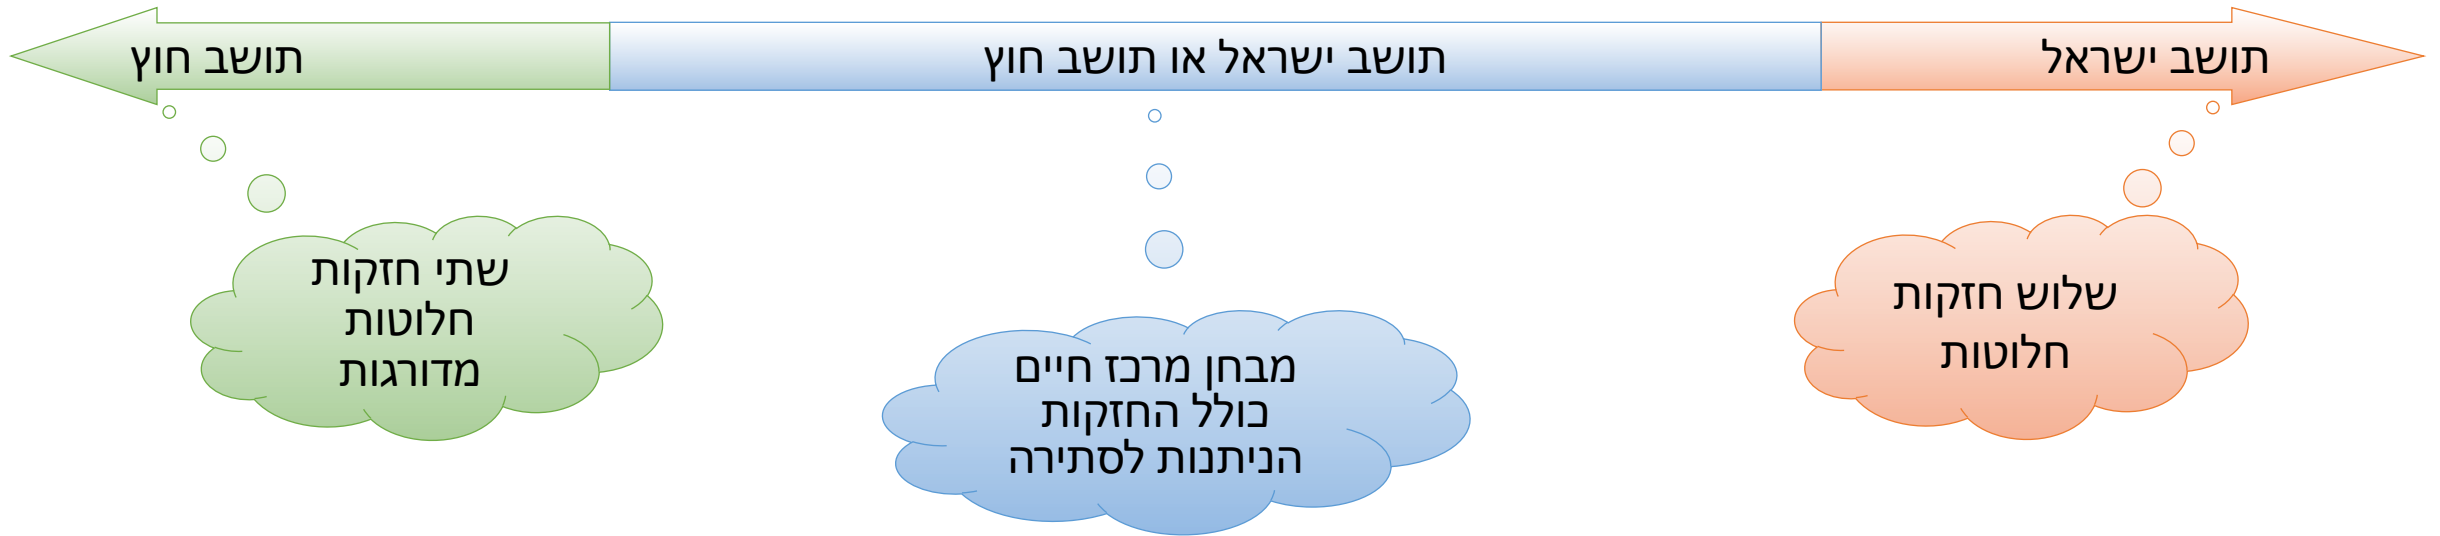 תושב ישראל
תושב ישראל או תושב חוץ
תושב חוץ
שלוש חזקות
חלוטות
מבחן מרכז חיים
כולל החזקות
הניתנות לסתירה
שתי חזקות
חלוטות
מדורגות